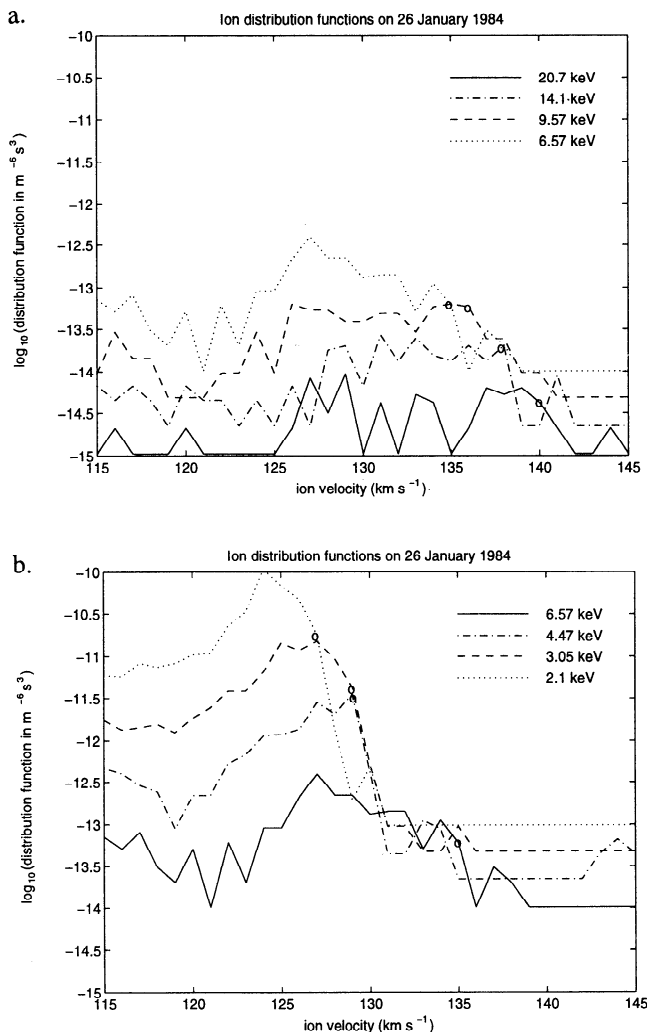 a.
Ion distribution functions on 26 January 1984
-10
-10.5
-11
-11.5
-12
-12.5
-13
-13.5
-14
-14.5
-15
log10 (distribution function in m −6 s3)
20.7 keV
14.1 keV
9.57 keV
6.57 keV
115 120 125 130 135 140 145
ion velocity (km s −1)
b.
Ion distribution functions on 26 January 1984
-10
-10.5
-11
-11.5
-12
-12.5
-13
-13.5
-14
-14.5
-15
log10 (distribution function in m −6 s3)
6.57 keV
4.47 keV
3.05 keV
2.1 keV
115 120 125 130 135 140 145
ion velocity (km s −1)